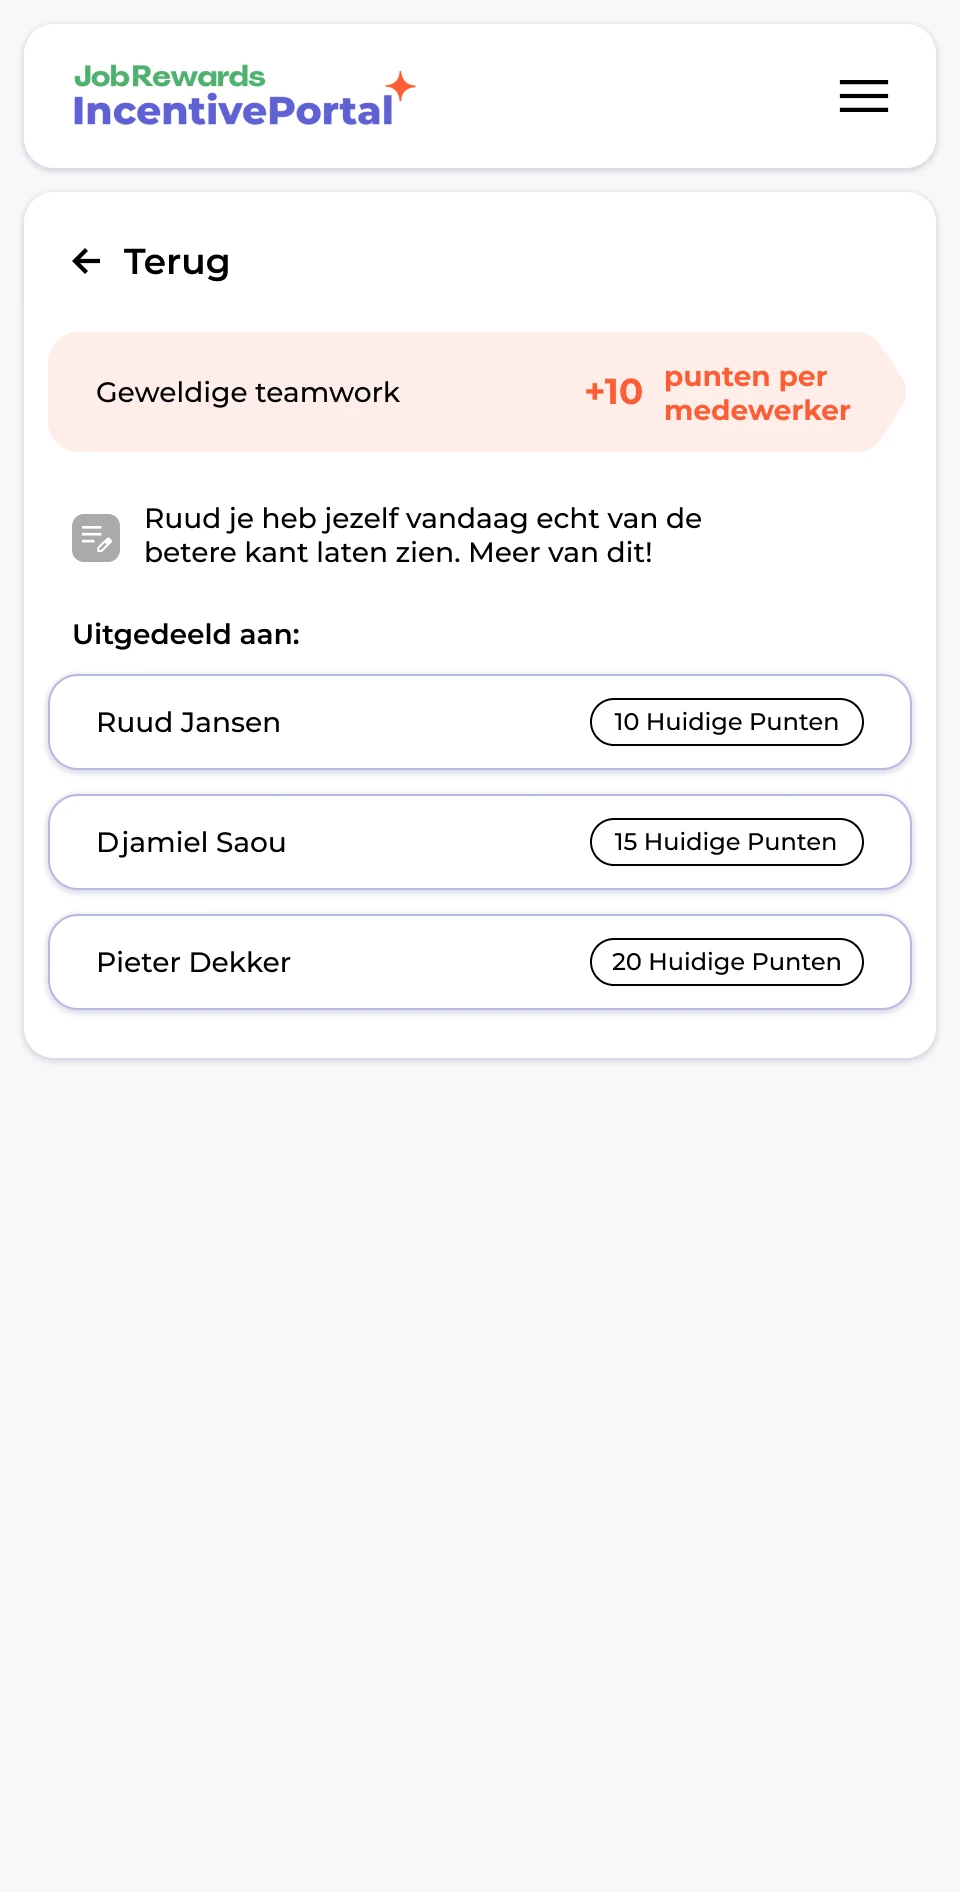 JobRewards
IncentivePortal
Terug
Geweldige teamwork
+10
punten per
medewerker
Ruud je heb jezelf vandaag echt van de
betere kant laten zien. Meer van dit!
Uitgedeeld aan:
Ruud Jansen
10 Huidige Punten
Djamiel Saou
15 Huidige Punten
Pieter Dekker
20 Huidige Punten